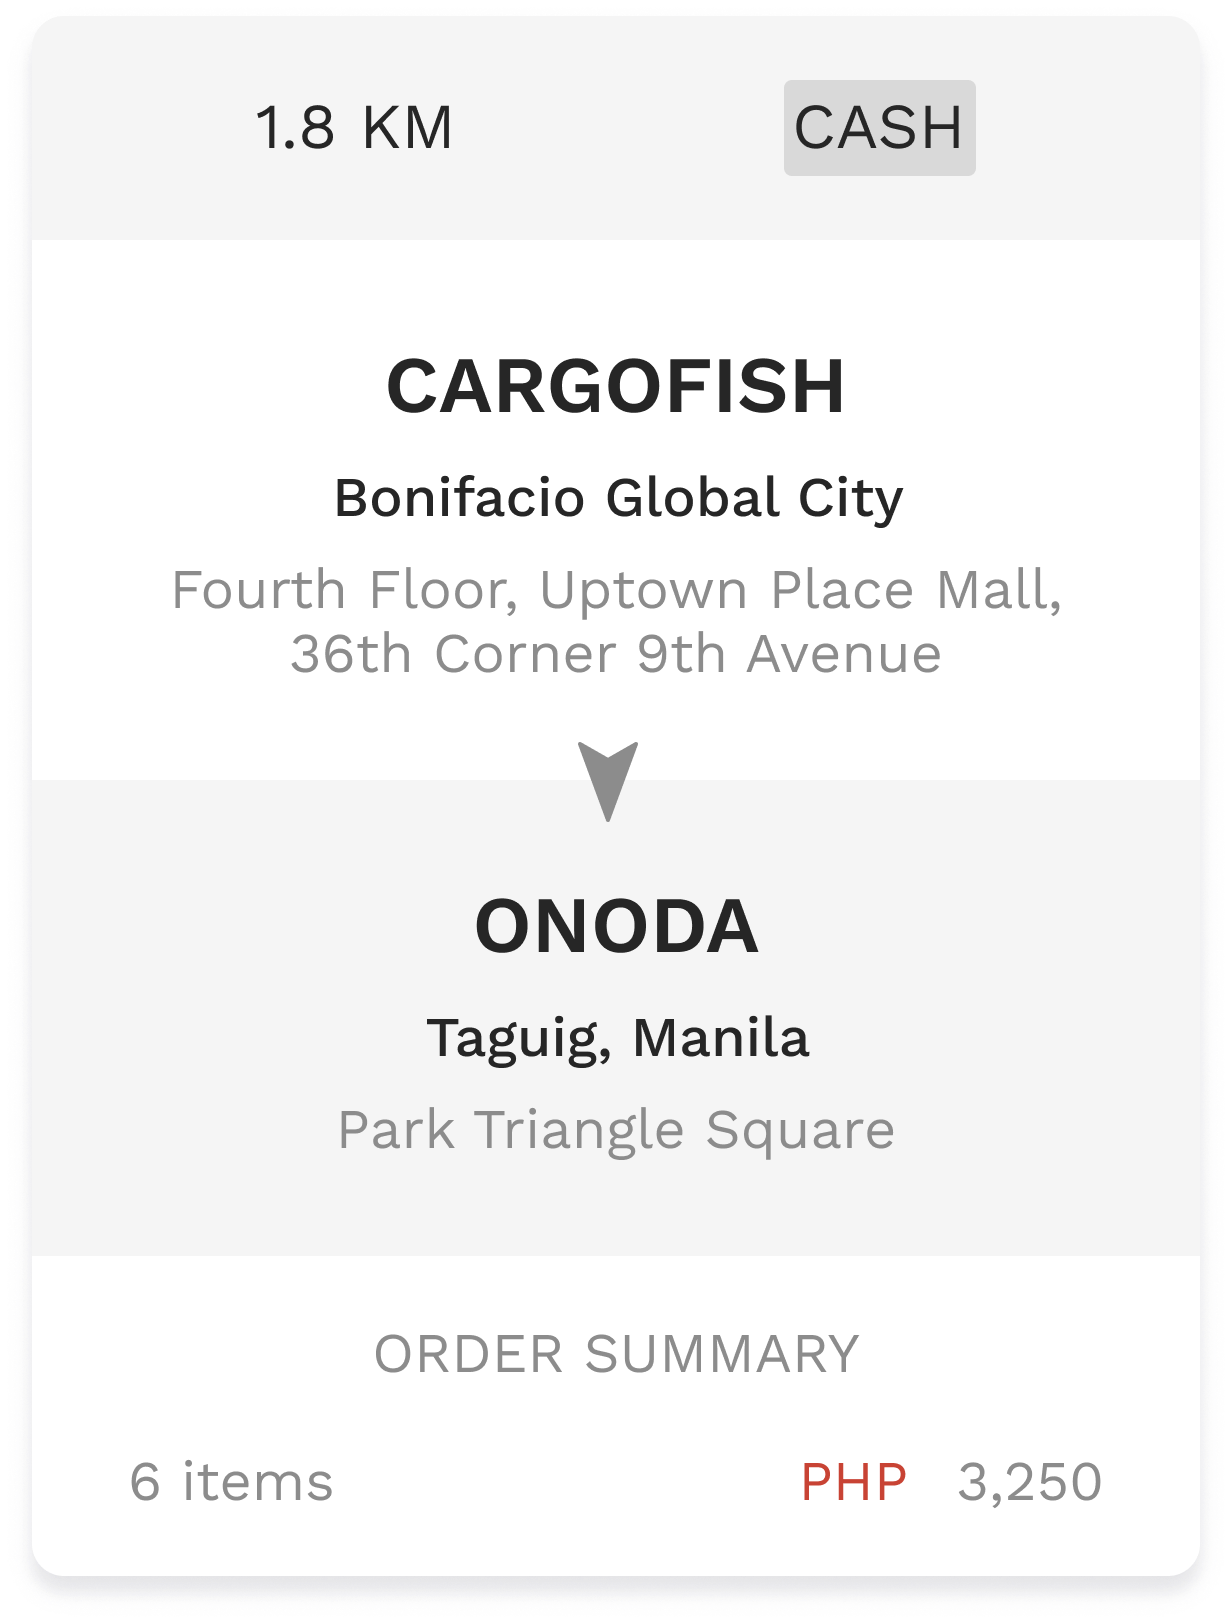 1.8 KM CASH
CARGOFISH
Bonifacio Global City
Fourth Floor, Uptown Place Mall,
36th Corner 9th Avenue
ONODA
Taguig, Manila
Park Triangle Square
ORDER SUMMARY
6 items PHP 3,250